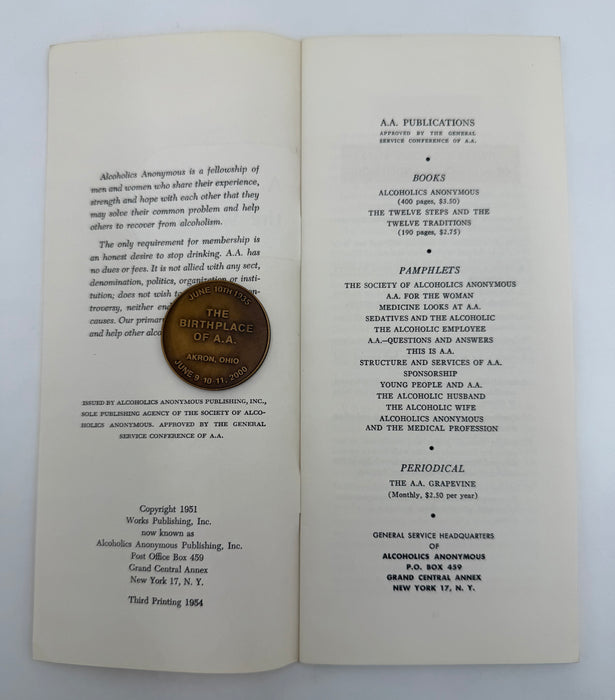 Alcoholics Anonymous is a fellowship of
men and women who share their experience,
strength and hope with each other that they
may solve their common problem and help
others to recover from alcoholism.
The only requirement for membership is
an honest desire to stop drinking. A.A. has
no dues or fees. It is not allied with any sect,
denomination, politics, organization or insti-
tution; does not wish
troversy, neither
causes. Our
and help other
JUNE 10TH 1935
THE
BIRTHPLACE
OF A.A.
AKRON, OHIO
JUNE 9-10-11, 2000
ISSUED BY ALCOHOLICS ANONYMOUS PUBLISHING, INC.,
SOLE PUBLISHING AGENCY OF THE SOCIETY OF ALCO-
HOLICS ANONYMOUS. APPROVED BY THE GENERAL
SERVICE CONFERENCE OF A.A.
Copyright 1951
Works Publishing, Inc.
now known as
Alcoholics Anonymous Publishing, Inc.
Post Office Box 459
Grand Central Annex
New York 17, N. Y.
Third Printing 1954
A.A. PUBLICATIONS
APPROVED BY THE GENERAL
SERVICE CONFERENCE OF A.A.
BOOKS
ALCOHOLICS ANONYMOUS
(400 pages, $3.50)
THE TWELVE STEPS AND THE
TWELVE TRADITIONS
(190 pages, $2.75)
PAMPHLETS
THE SOCIETY OF ALCOHOLICS ANONYMOUS
A.A. FOR THE WOMAN
MEDICINE LOOKS AT A.A.
SEDATIVES AND THE ALCOHOLIC
THE ALCOHOLIC EMPLOYEE
A.A.—QUESTIONS AND ANSWERS
THIS IS A.A.
STRUCTURE AND SERVICES OF A.A.
SPONSORSHIP
YOUNG PEOPLE AND A.A.
THE ALCOHOLIC HUSBAND
THE ALCOHOLIC WIFE
ALCOHOLICS ANONYMOUS
AND THE MEDICAL PROFESSION
PERIODICAL
THE A.A. GRAPEVINE
(Monthly, $2.50 per year)
GENERAL SERVICE HEADQUARTERS
OF
ALCOHOLICS ANONYMOUS
P.O. BOX 459
GRAND CENTRAL ANNEX
NEW YORK 17, N. Y.